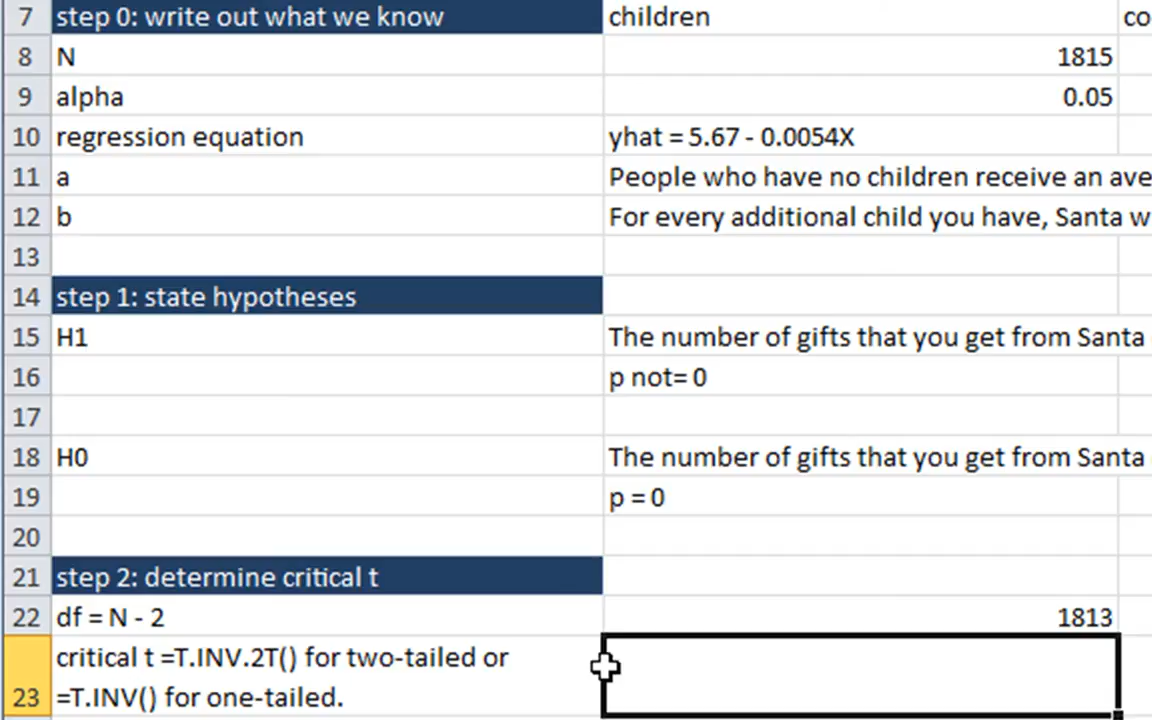 7 step 0: write out what we know children co
8 N 1815
9 alpha 0.05
10 regression equation yhat = 5.67 - 0.0054X
11 a People who have no children receive an ave
12 b For every additional child you have, Santa w
13
14 step 1: state hypotheses
15 H1 The number of gifts that you get from Santa
16 p not= 0
17
18 H0 The number of gifts that you get from Santa
19 p = 0
20
21 step 2: determine critical t
22 df = N - 2 1813
critical t =T.INV.2T() for two-tailed or
23 =T.INV() for one-tailed.